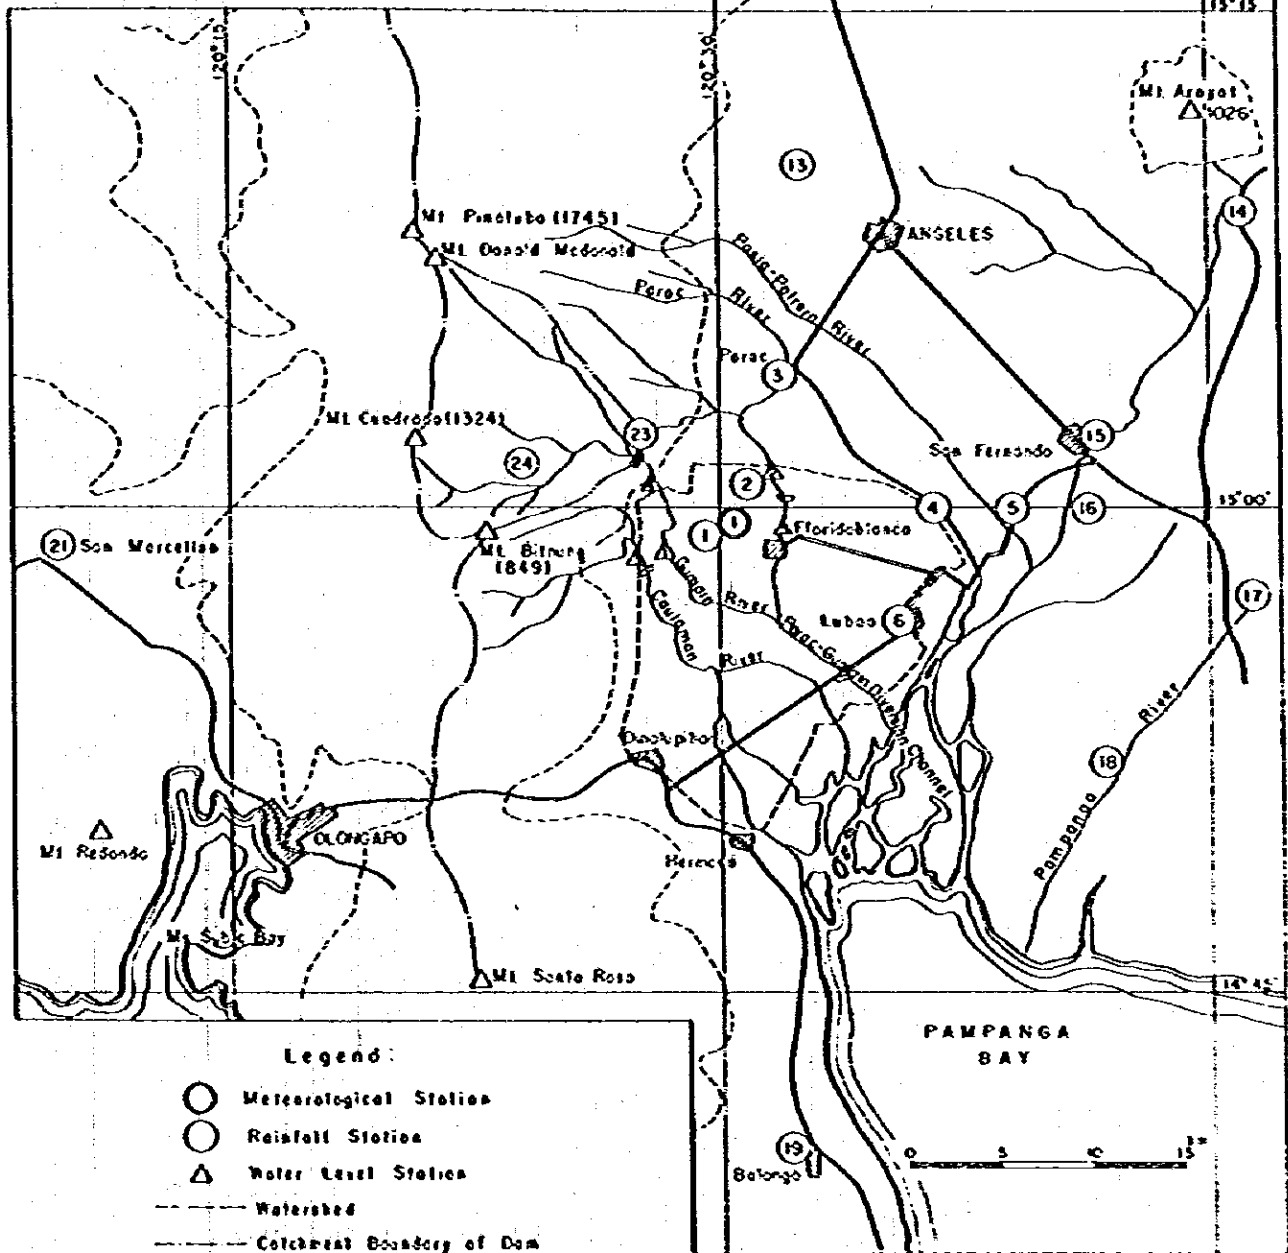 15°15'
120°15'
120°30'
Mt. Arayat
1026
13
14
Mt. Pinatubo (1745)
ANGELES
Mt. Donald Mcdonald
Pasig-Potrero River
Porac River
Porac
3
Mt. Cuadrado (1324)
23
15
San Fernando
24
2
4
5
16
15°00'
21 San Marcelino
1
1
Floridablanca
Mt. Bitnung
(849)
Gumain River
17
Caulaman River
Lubao 6
Porac-Gumain Diversion Channel
Dinalupihan
Pampanga River
18
Mt. Redondo
OLONGAPO
Hermosa
Subic Bay
Mt. Santa Rosa
14°45'
PAMPANGA
BAY
Legend:
Meteorological Station
Rainfall Station
Water Level Station
Watershed
Catchment Boundary of Dam
19
Balanga
0 5 10 15